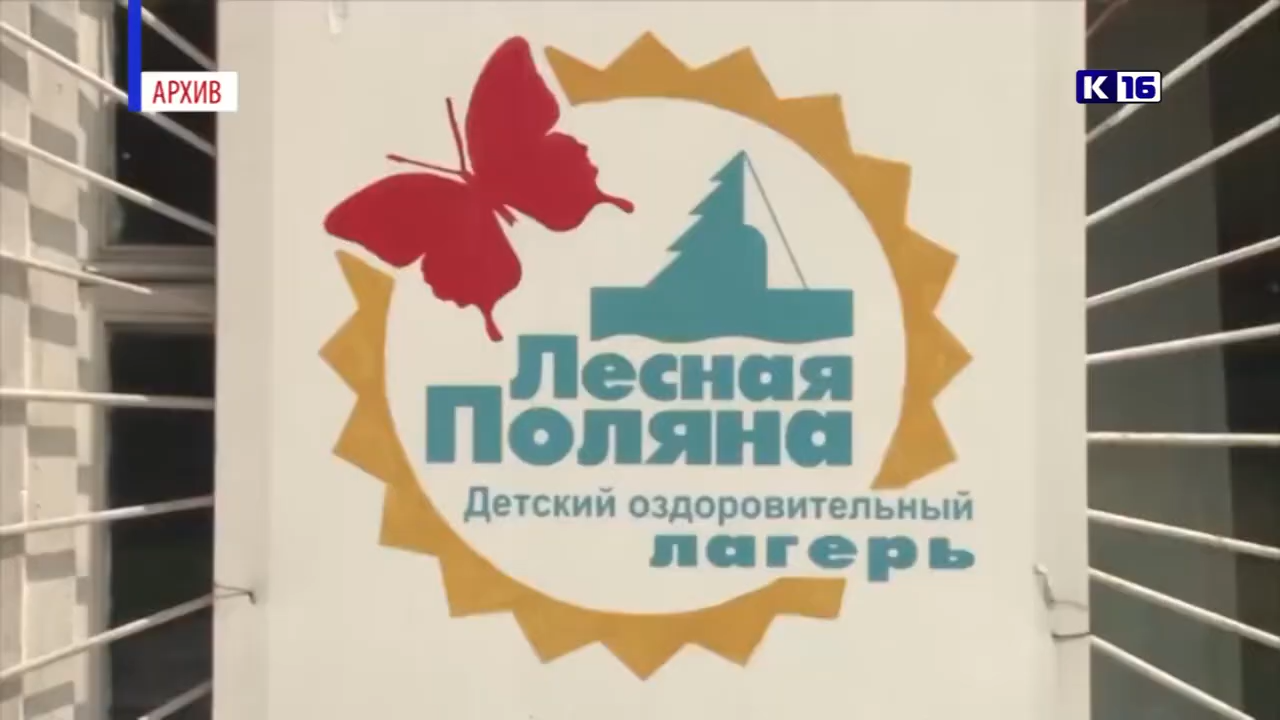 АРХИВ
К 16
Лесная
Поляна
Детский оздоровительный
лагерь